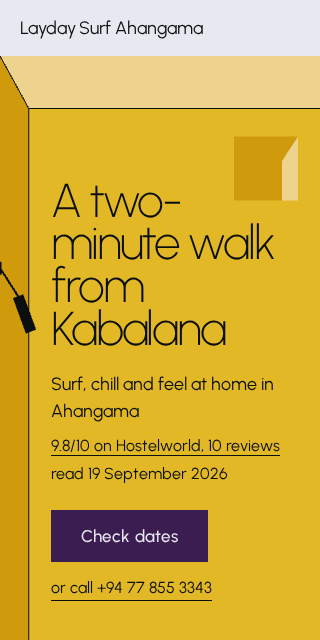 Layday Surf Ahangama
A two-
minute walk
from
Kabalana
Surf, chill and feel at home in
Ahangama
9.8/10 on Hostelworld, 10 reviews
read 19 September 2026
Check dates
or call +94 77 855 3343